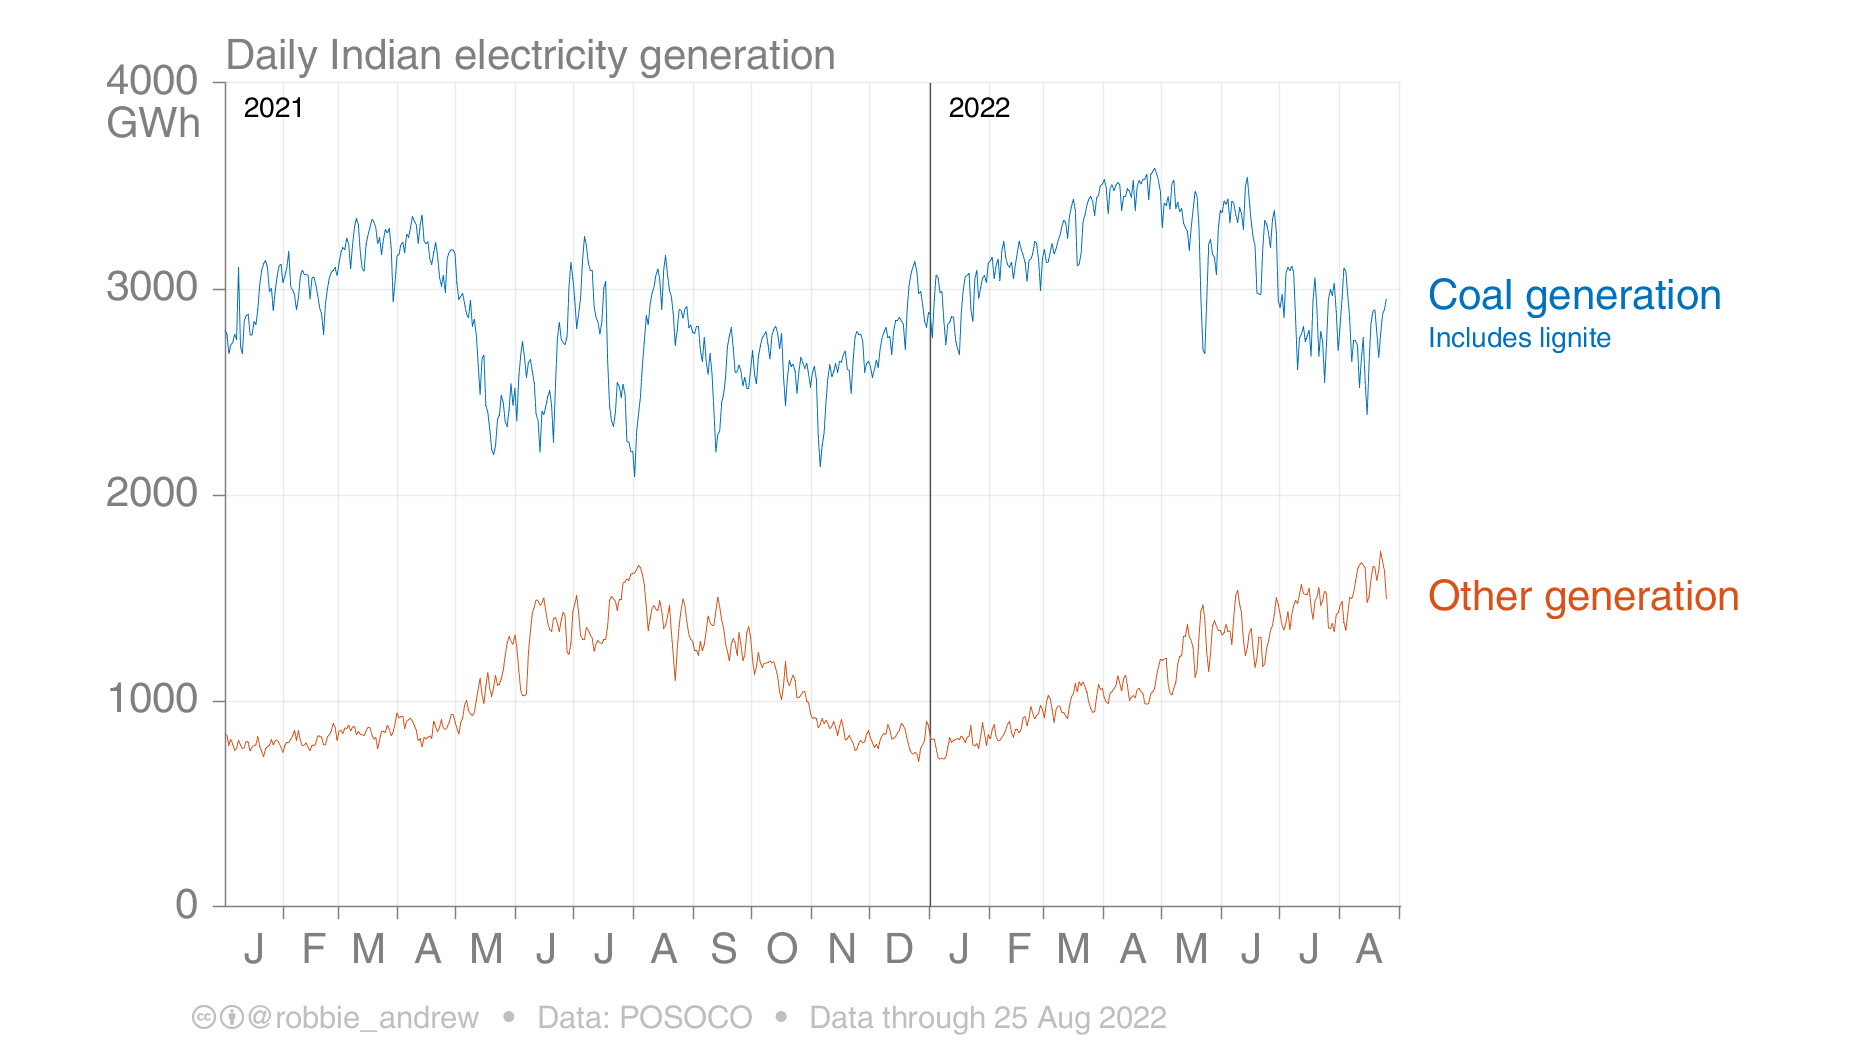 Daily Indian electricity generation
4000
GWh
2021
2022
3000
2000
1000
0
Coal generation
Includes lignite
Other generation
J F M A M J J A S O N D J F M A M J J A
cc @robbie_andrew • Data: POSOCO • Data through 25 Aug 2022